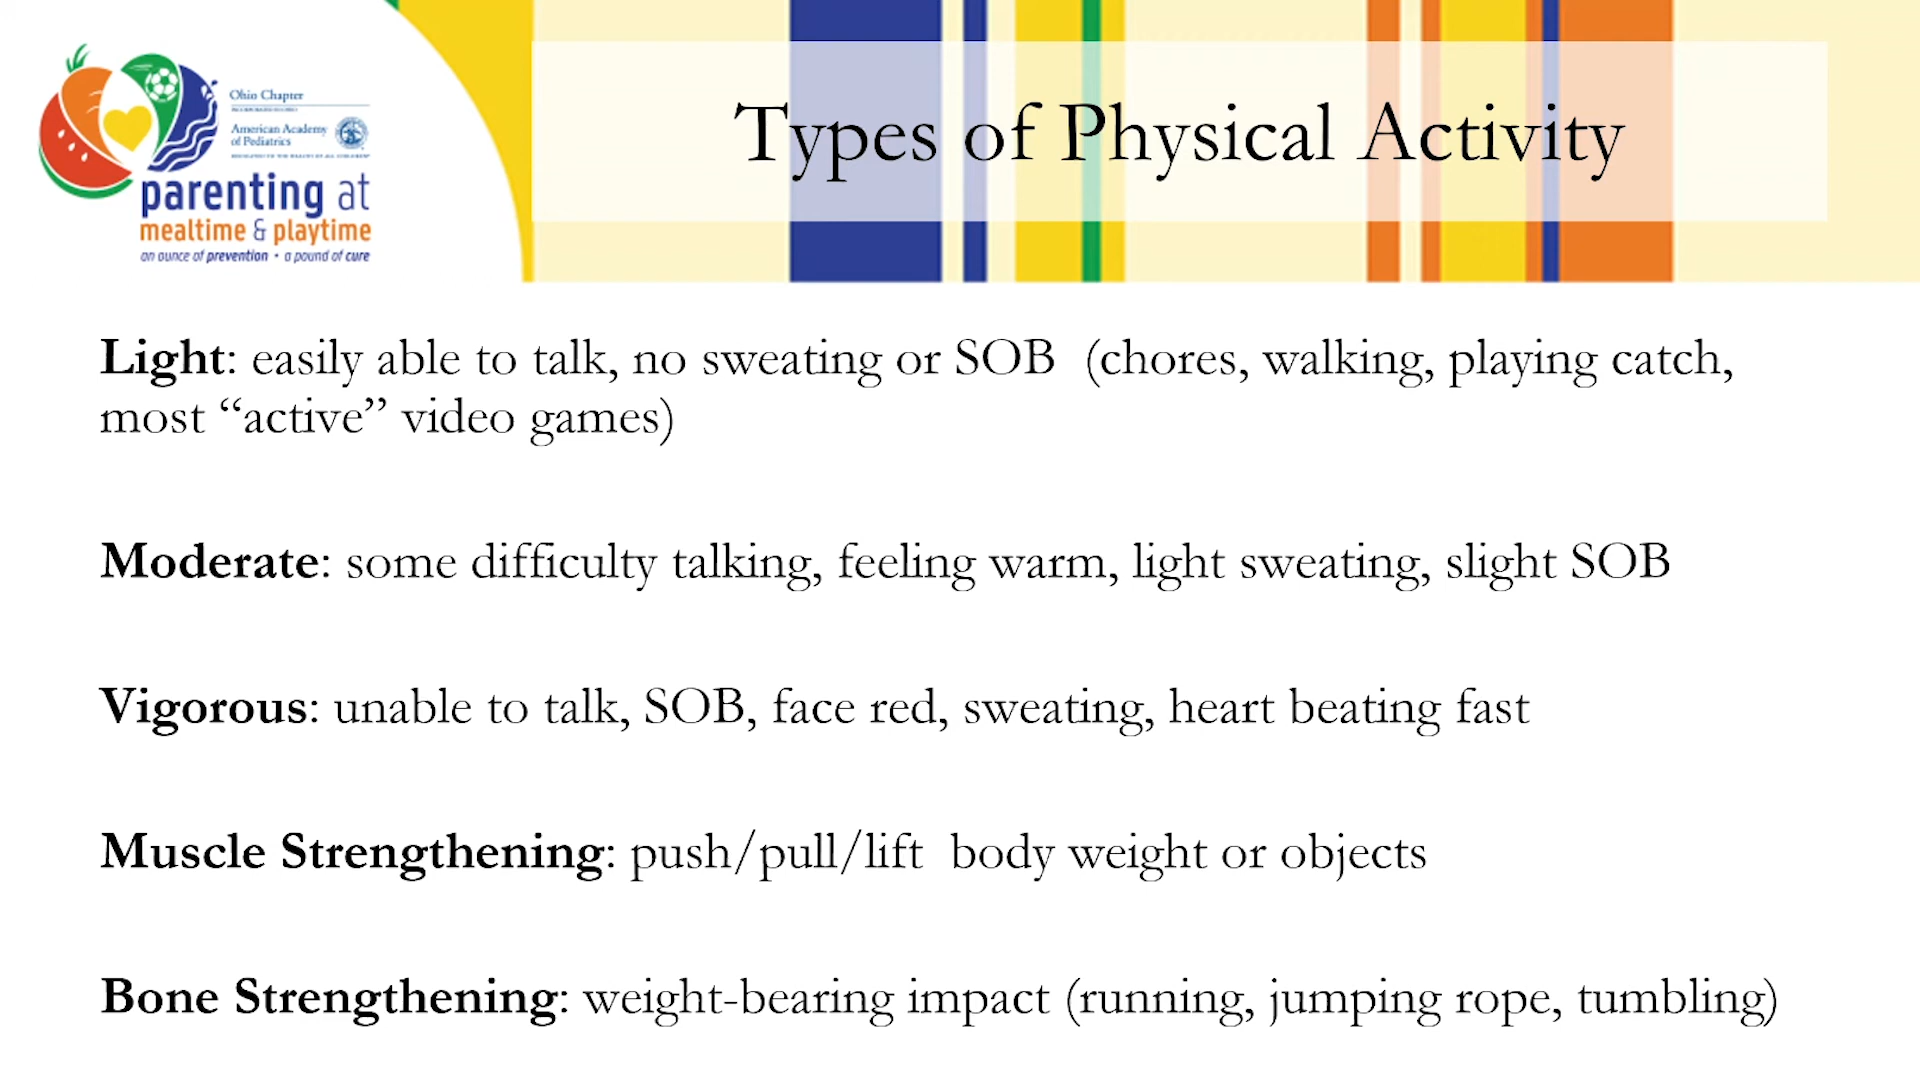 Ohio Chapter
American Academy
of Pediatrics
parenting at
mealtime & playtime
an ounce of prevention • a pound of cure
Types of Physical Activity
Light: easily able to talk, no sweating or SOB (chores, walking, playing catch,
most “active” video games)
Moderate: some difficulty talking, feeling warm, light sweating, slight SOB
Vigorous: unable to talk, SOB, face red, sweating, heart beating fast
Muscle Strengthening: push/pull/lift body weight or objects
Bone Strengthening: weight-bearing impact (running, jumping rope, tumbling)